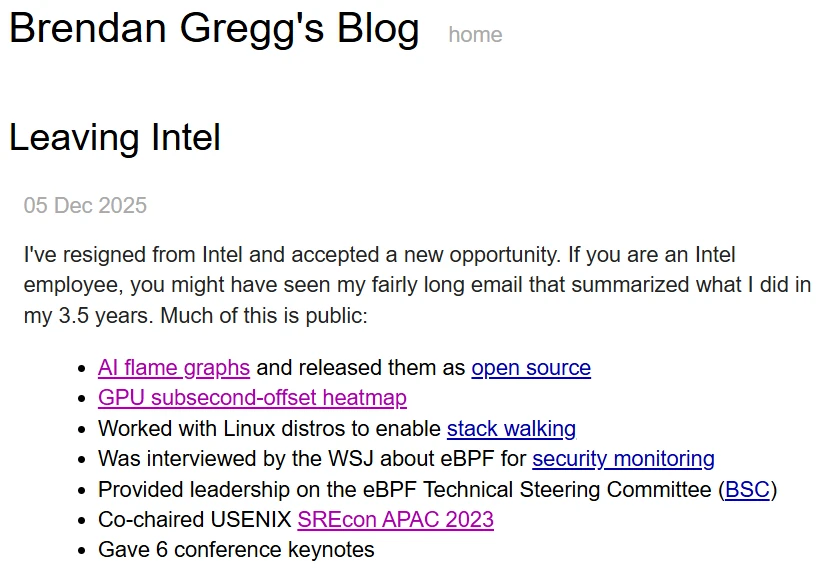 Brendan Gregg's Blog home
Leaving Intel
05 Dec 2025
I've resigned from Intel and accepted a new opportunity. If you are an Intel
employee, you might have seen my fairly long email that summarized what I did in
my 3.5 years. Much of this is public:
• AI flame graphs and released them as open source
• GPU subsecond-offset heatmap
• Worked with Linux distros to enable stack walking
• Was interviewed by the WSJ about eBPF for security monitoring
• Provided leadership on the eBPF Technical Steering Committee (BSC)
• Co-chaired USENIX SREcon APAC 2023
• Gave 6 conference keynotes